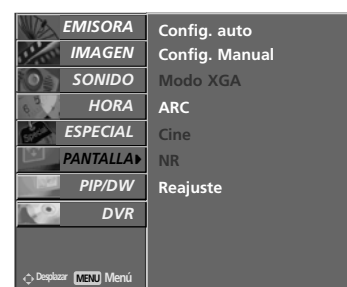 EMISORA
IMAGEN
SONIDO
HORA
ESPECIAL
PANTALLA
PIP/DW
DVR
Desplazar MENU Menú
Config. auto
Config. Manual
Modo XGA
ARC
Cine
NR
Reajuste